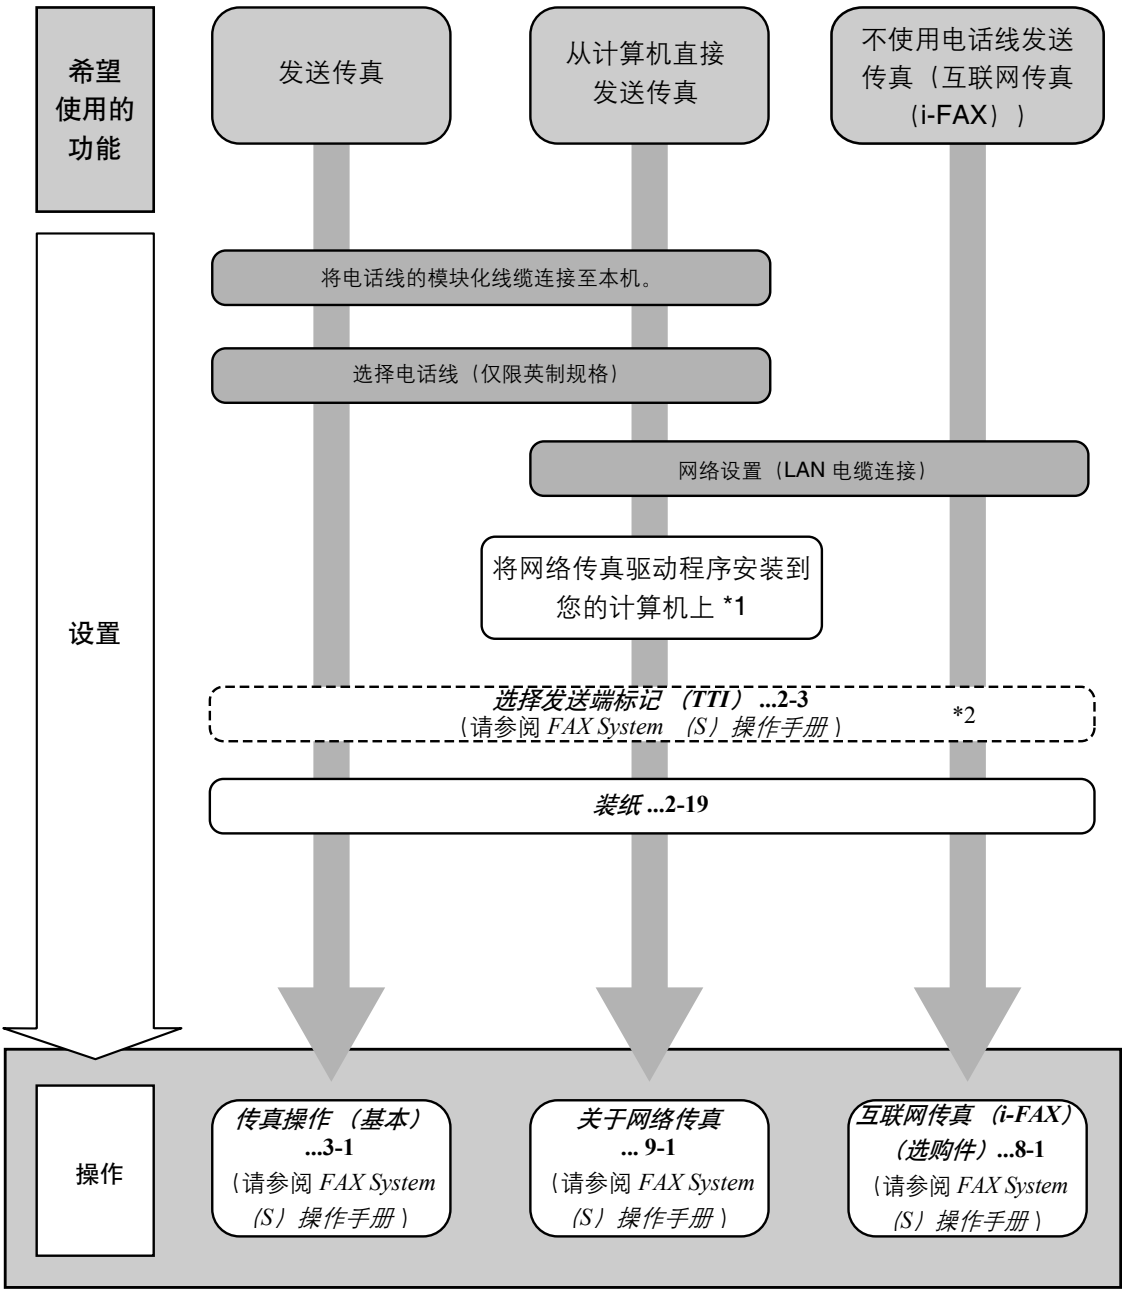 希望
使用的
功能
发送传真
从计算机直接
发送传真
不使用电话线发送
传真（互联网传真
（i-FAX））
将电话线的模块化线缆连接至本机。
选择电话线（仅限英制规格）
网络设置（LAN 电缆连接）
将网络传真驱动程序安装到
您的计算机上 *1
设置
选择发送端标记 （TTI）...2-3
（请参阅 FAX System （S）操作手册）
*2
装纸 ...2-19
操作
传真操作 （基本）
...3-1
（请参阅 FAX System
（S）操作手册）
关于网络传真
... 9-1
（请参阅 FAX System
（S）操作手册）
互联网传真 （i-FAX）
（选购件）...8-1
（请参阅 FAX System
（S）操作手册）